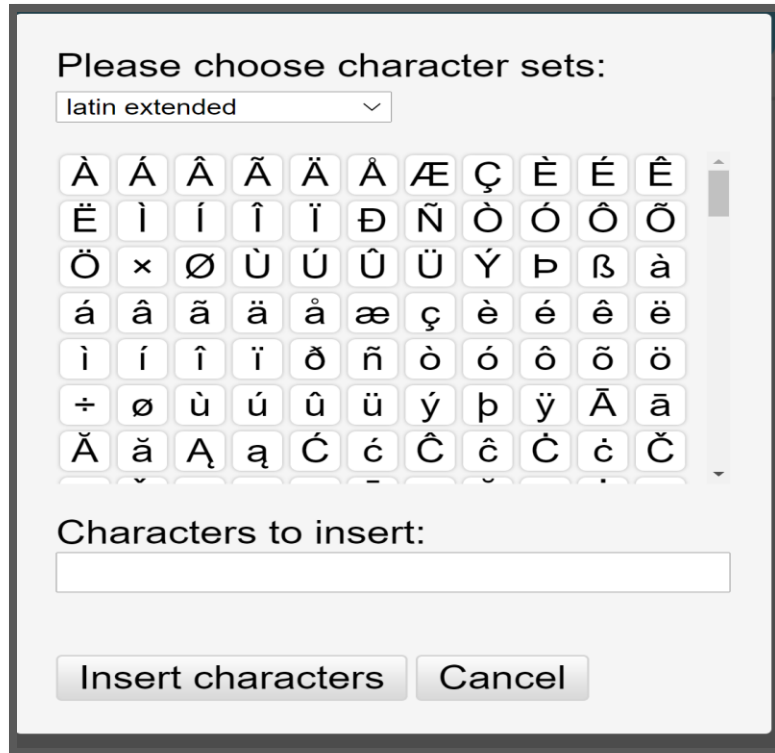 Please choose character sets:
latin extended
À Á Â Ã Ä Å Æ Ç È É Ê
Ë Ì Í Î Ï Ð Ñ Ò Ó Ô Õ
Ö × Ø Ù Ú Û Ü Ý Þ ß à
á â ã ä å æ ç è é ê ë
ì í î ï ð ñ ò ó ô õ ö
÷ ø ù ú û ü ý þ ÿ Ā ā
Ă ă Ą ą Ć ć Ĉ ĉ Ċ ċ Č
Characters to insert:
Insert characters Cancel